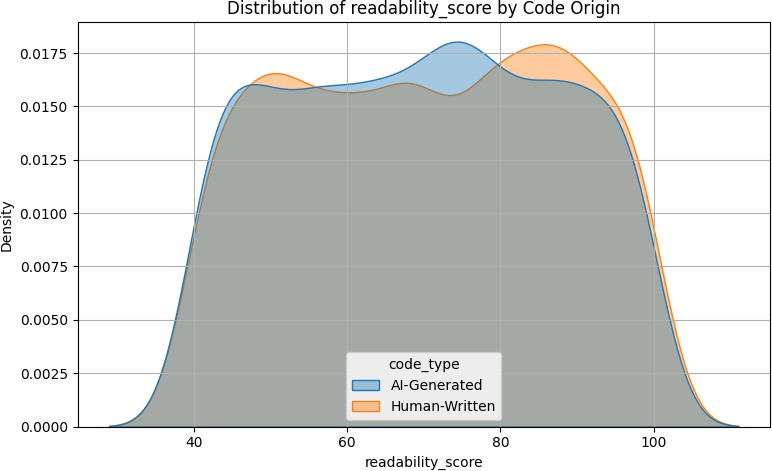 Distribution of readability_score by Code Origin
Density
0.0175
0.0150
0.0125
0.0100
0.0075
0.0050
0.0025
0.0000
code_type
AI-Generated
Human-Written
40 60 80 100
readability_score